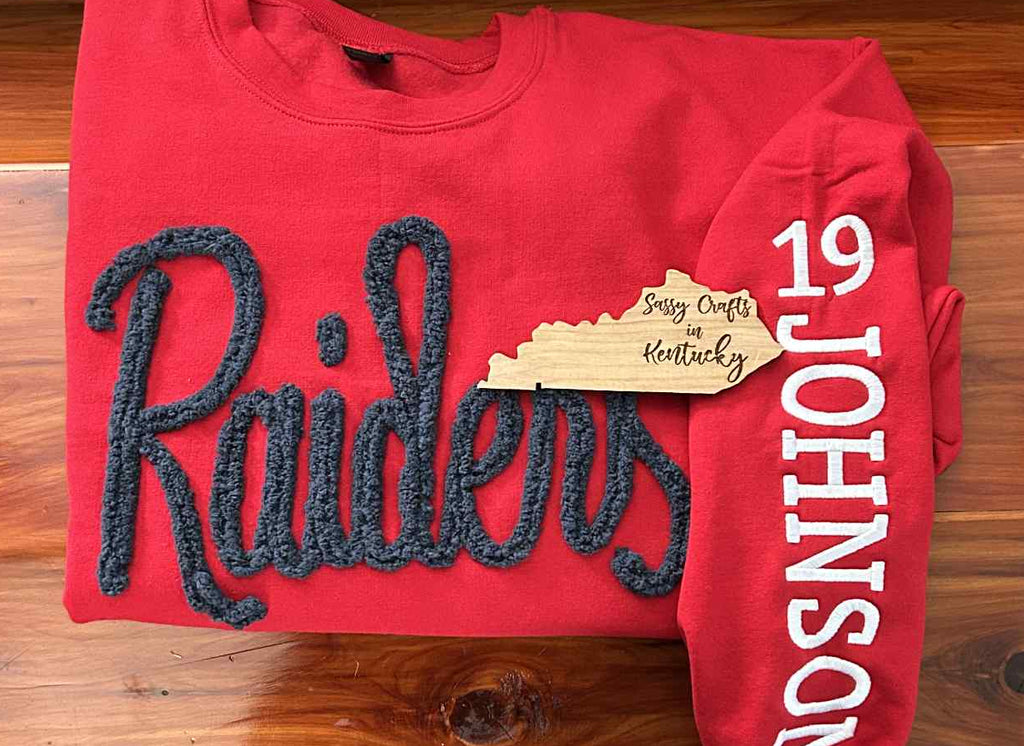 Raiders
Sassy Crafts
in
Kentucky
19 JOHNSON